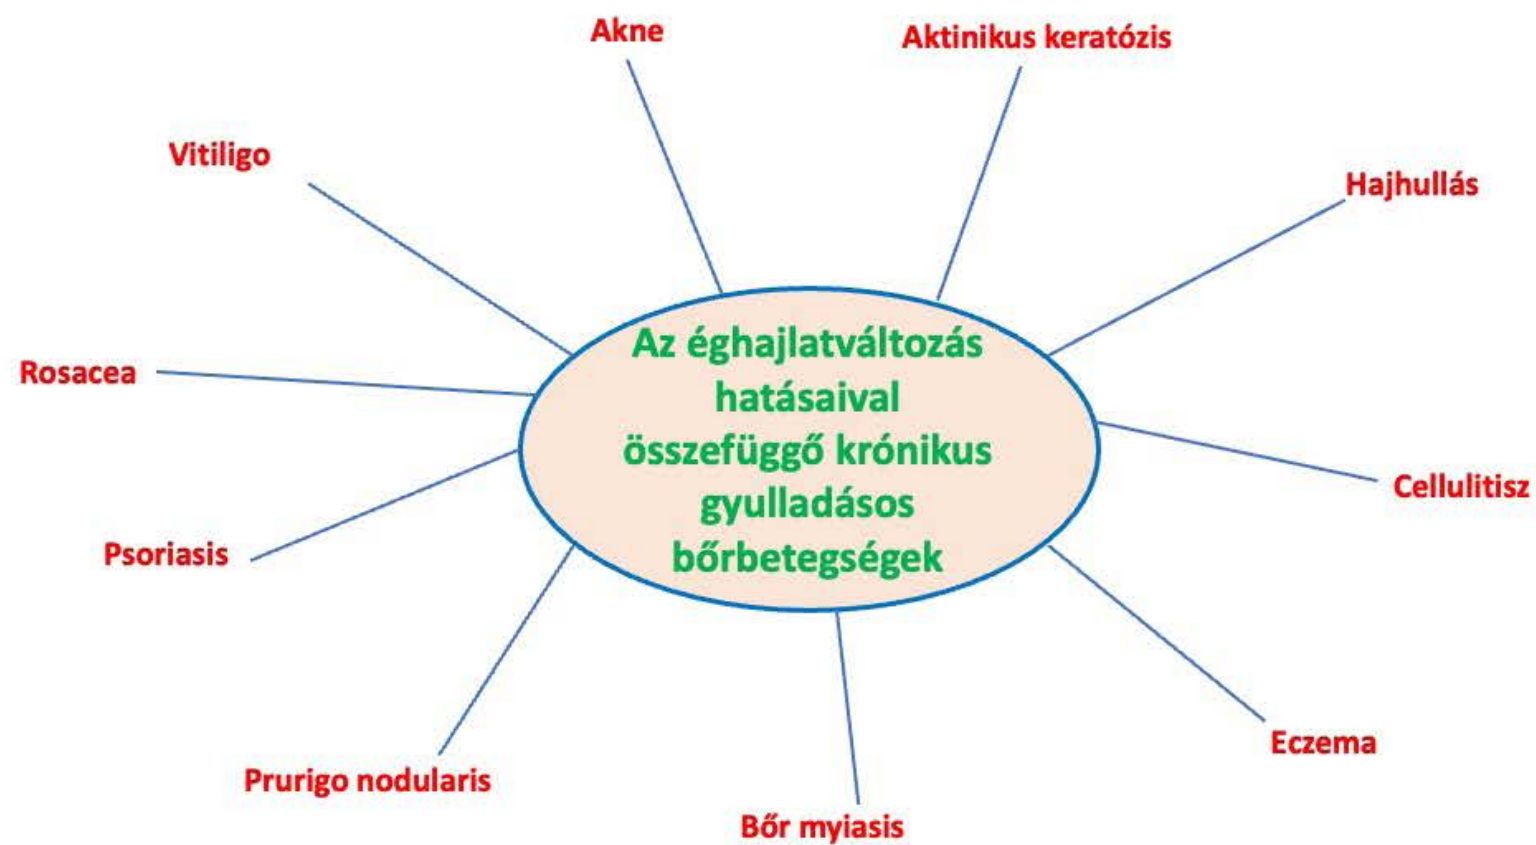 Akne
Aktinikus keratózis
Vitiligo
Hajhullás
Az éghajlatváltozás
hatásaival
összefüggő krónikus
gyulladásos
bőrbetegségek
Rosacea
Cellulitisz
Psoriasis
Eczema
Prurigo nodularis
Bőr myiasis